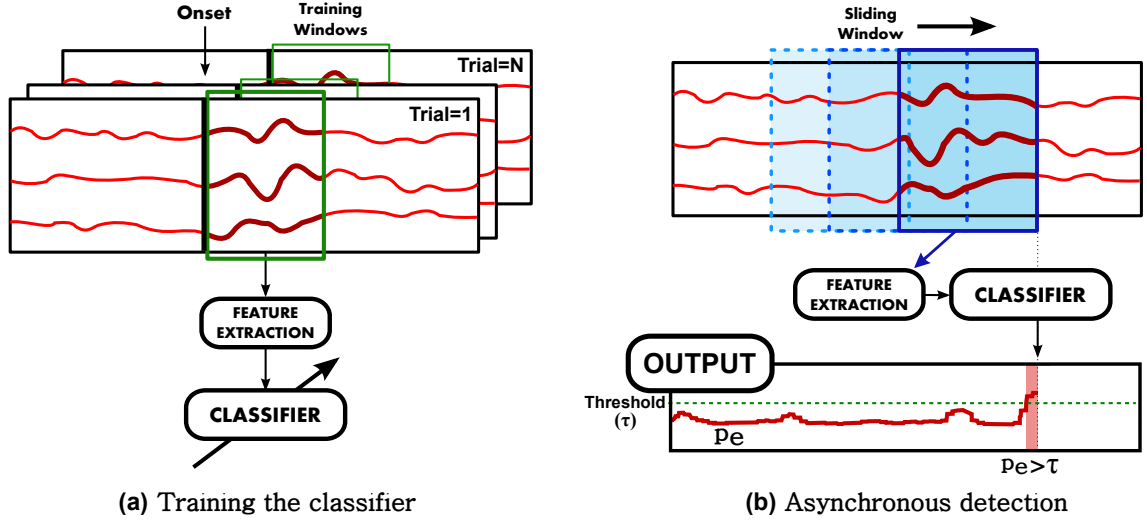 Onset
Training
Windows
Trial=N
Trial=1
FEATURE
EXTRACTION
CLASSIFIER
(a) Training the classifier
Sliding
Window
FEATURE
EXTRACTION
CLASSIFIER
OUTPUT
Threshold
(τ)
pe
pe>τ
(b) Asynchronous detection